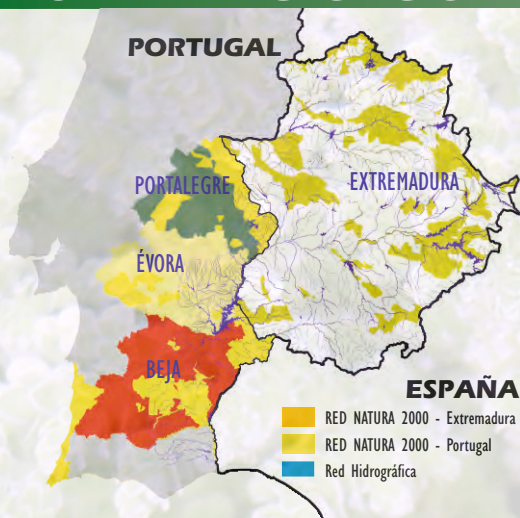 PORTUGAL
PORTALEGRE
EXTREMADURA
ÉVORA
BEJA
ESPAÑA
RED NATURA 2000 - Extremadura
RED NATURA 2000 - Portugal
Red Hidrográfica